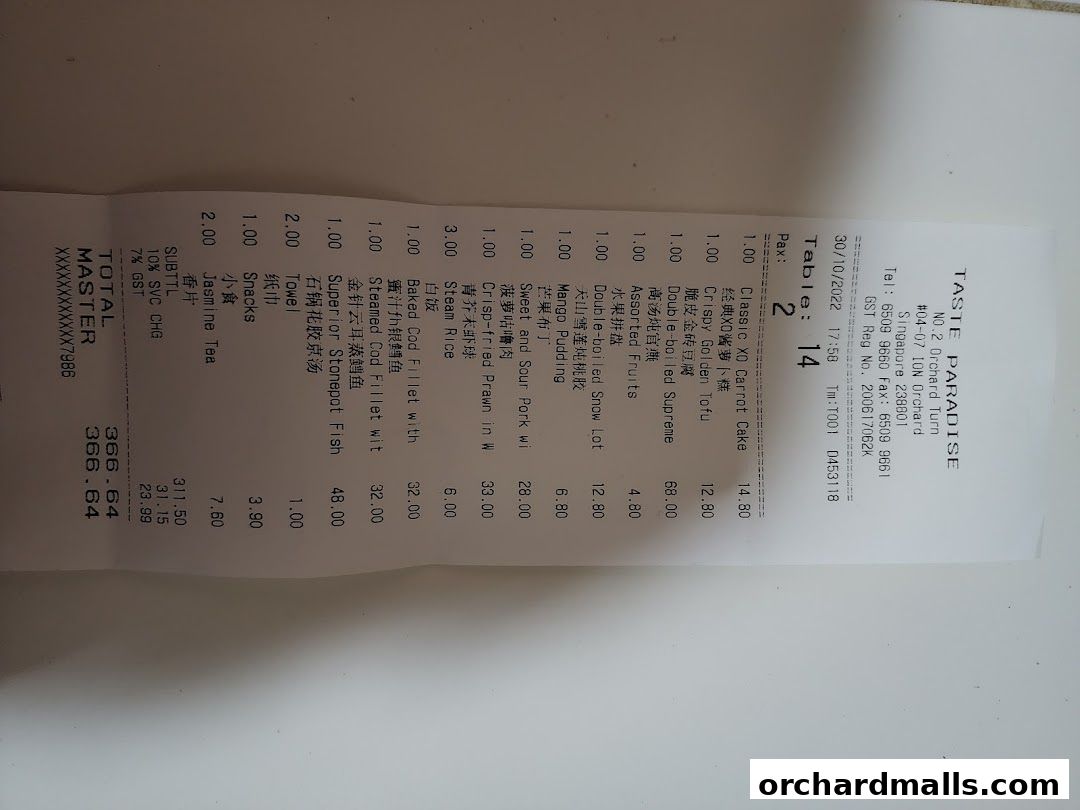 TASTE PARADISE
NO.2 Orchard Turn
#04-07 ION Orchard
Singapore 238801
Tel: 6509 9660 Fax: 6509 9661
GST Reg No. 200617062K
30/10/2022 17:58 Tm:T001 D453118
Table: 14
Pax: 2
1.00 Classic XO Carrot Cake 14.80
经典XO酱萝卜糕
1.00 Crispy Golden Tofu 12.80
脆皮金砖豆腐
1.00 Double-boiled Supreme 68.00
高汤炖官燕
1.00 Assorted Fruits 4.80
水果拼盘
1.00 Double-boiled Snow Lot 12.80
天山雪莲炖桃胶
1.00 Mango Pudding 6.80
芒果布丁
1.00 Sweet and Sour Pork wi 28.00
菠萝咕噜肉
1.00 Crisp-fried Prawn in W 33.00
青芥末虾球
3.00 Steam Rice 6.00
白饭
1.00 Baked Cod Fillet with 32.00
蜜汁焗银鳕鱼
1.00 Steamed Cod Fillet wit 32.00
金针云耳蒸鳕鱼
1.00 Superior Stonepot Fish 48.00
石锅花胶京汤
2.00 Towel 1.00
纸巾
1.00 Snacks 3.90
小食
2.00 Jasmine Tea 7.60
香片
SUBTTL 311.50
10% SVC CHG 31.15
7% GST 23.99
TOTAL 366.64
MASTER 366.64
XXXXXXXXXXXX7986
orchardmalls.com